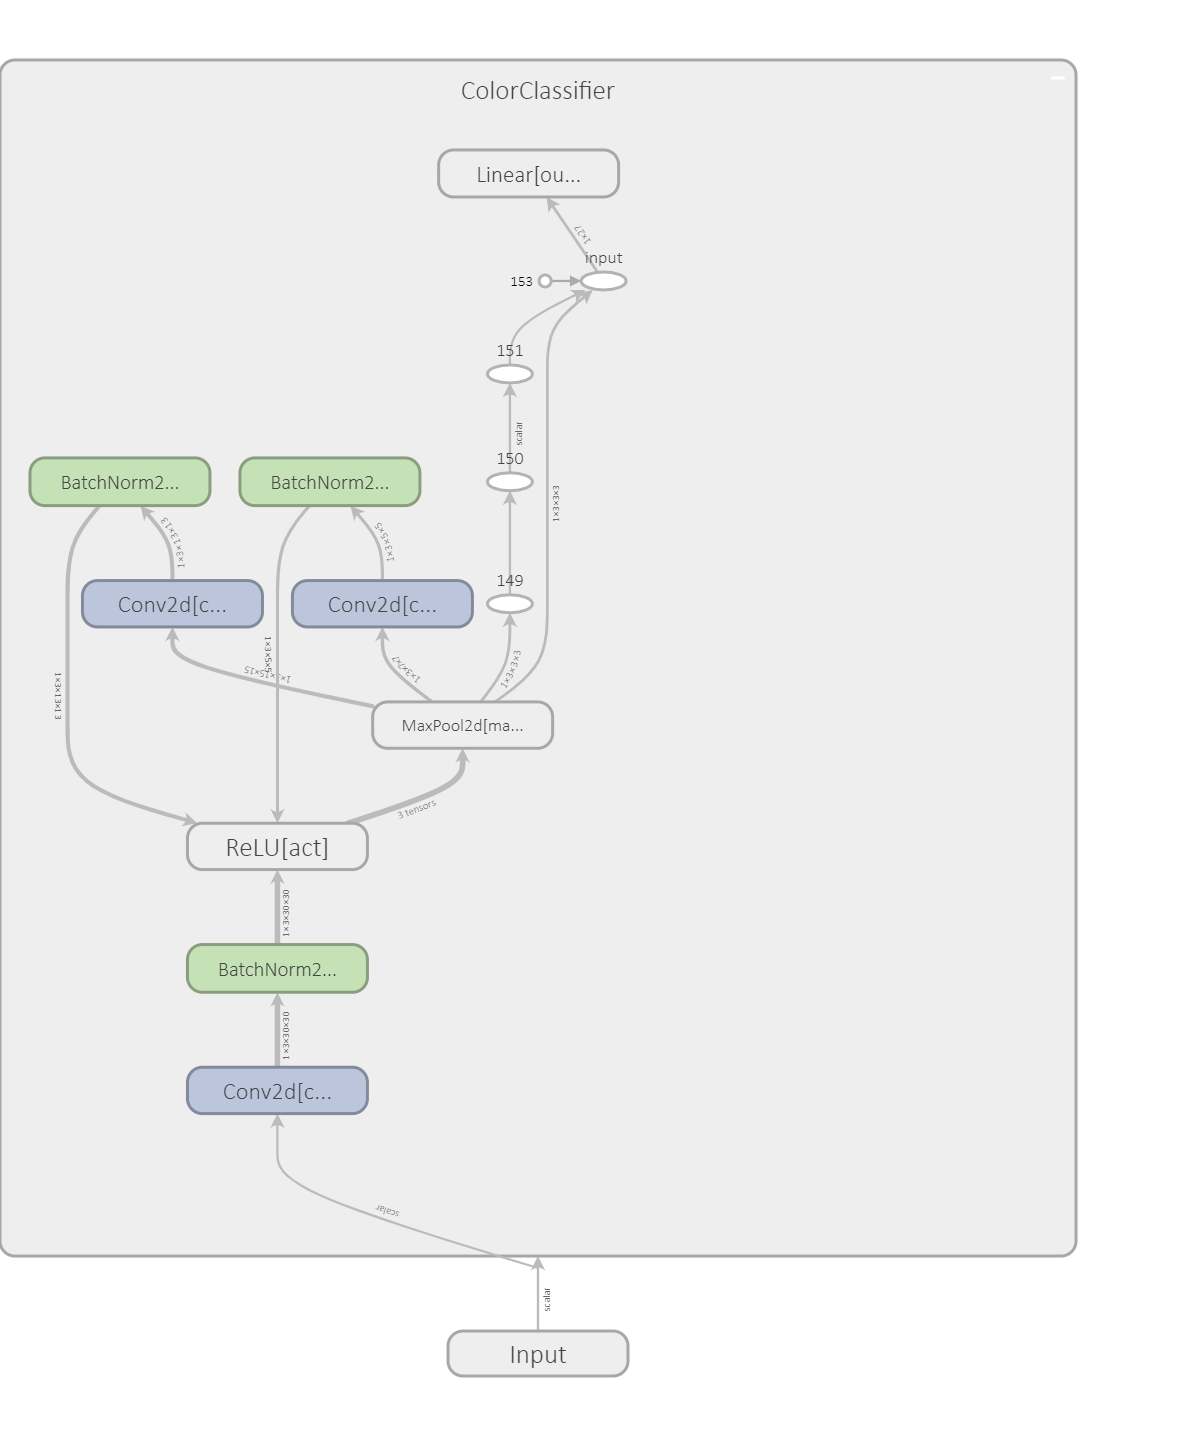 ColorClassifier
Linear[ou...
1×27
input
153
151
scalar
150
BatchNorm2...
BatchNorm2...
1×3×3×3
1×3×13×13
1×3×5×5
149
Conv2d[c...
Conv2d[c...
1×3×5×5
1×3×15×15
1×3×7×7
1×3×3×3
1×3×13×13
MaxPool2d[ma...
3 tensors
ReLU[act]
1×3×30×30
BatchNorm2...
1×3×30×30
Conv2d[c...
scalar
scalar
Input